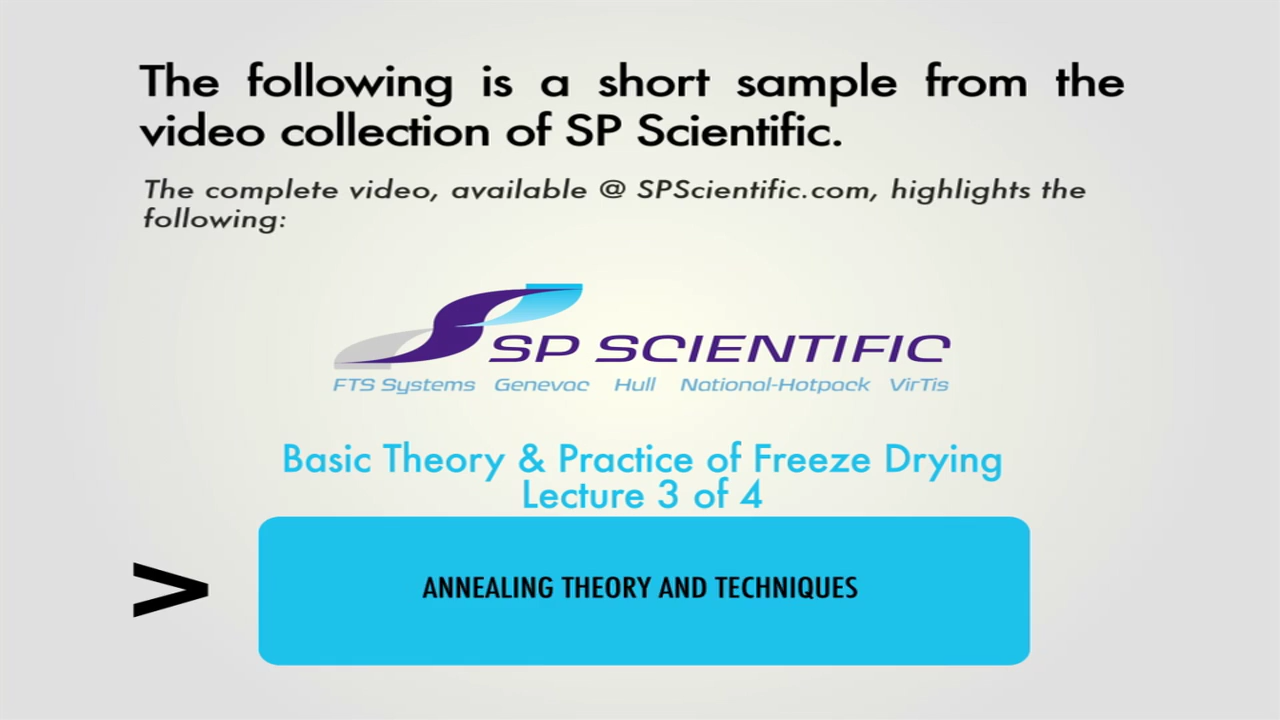 The following is a short sample from the
video collection of SP Scientific.
The complete video, available @ SPScientific.com, highlights the
following:
SP SCIENTIFIC
FTS Systems Genevac Hull National-Hotpack VirTis
Basic Theory & Practice of Freeze Drying
Lecture 3 of 4
> ANNEALING THEORY AND TECHNIQUES